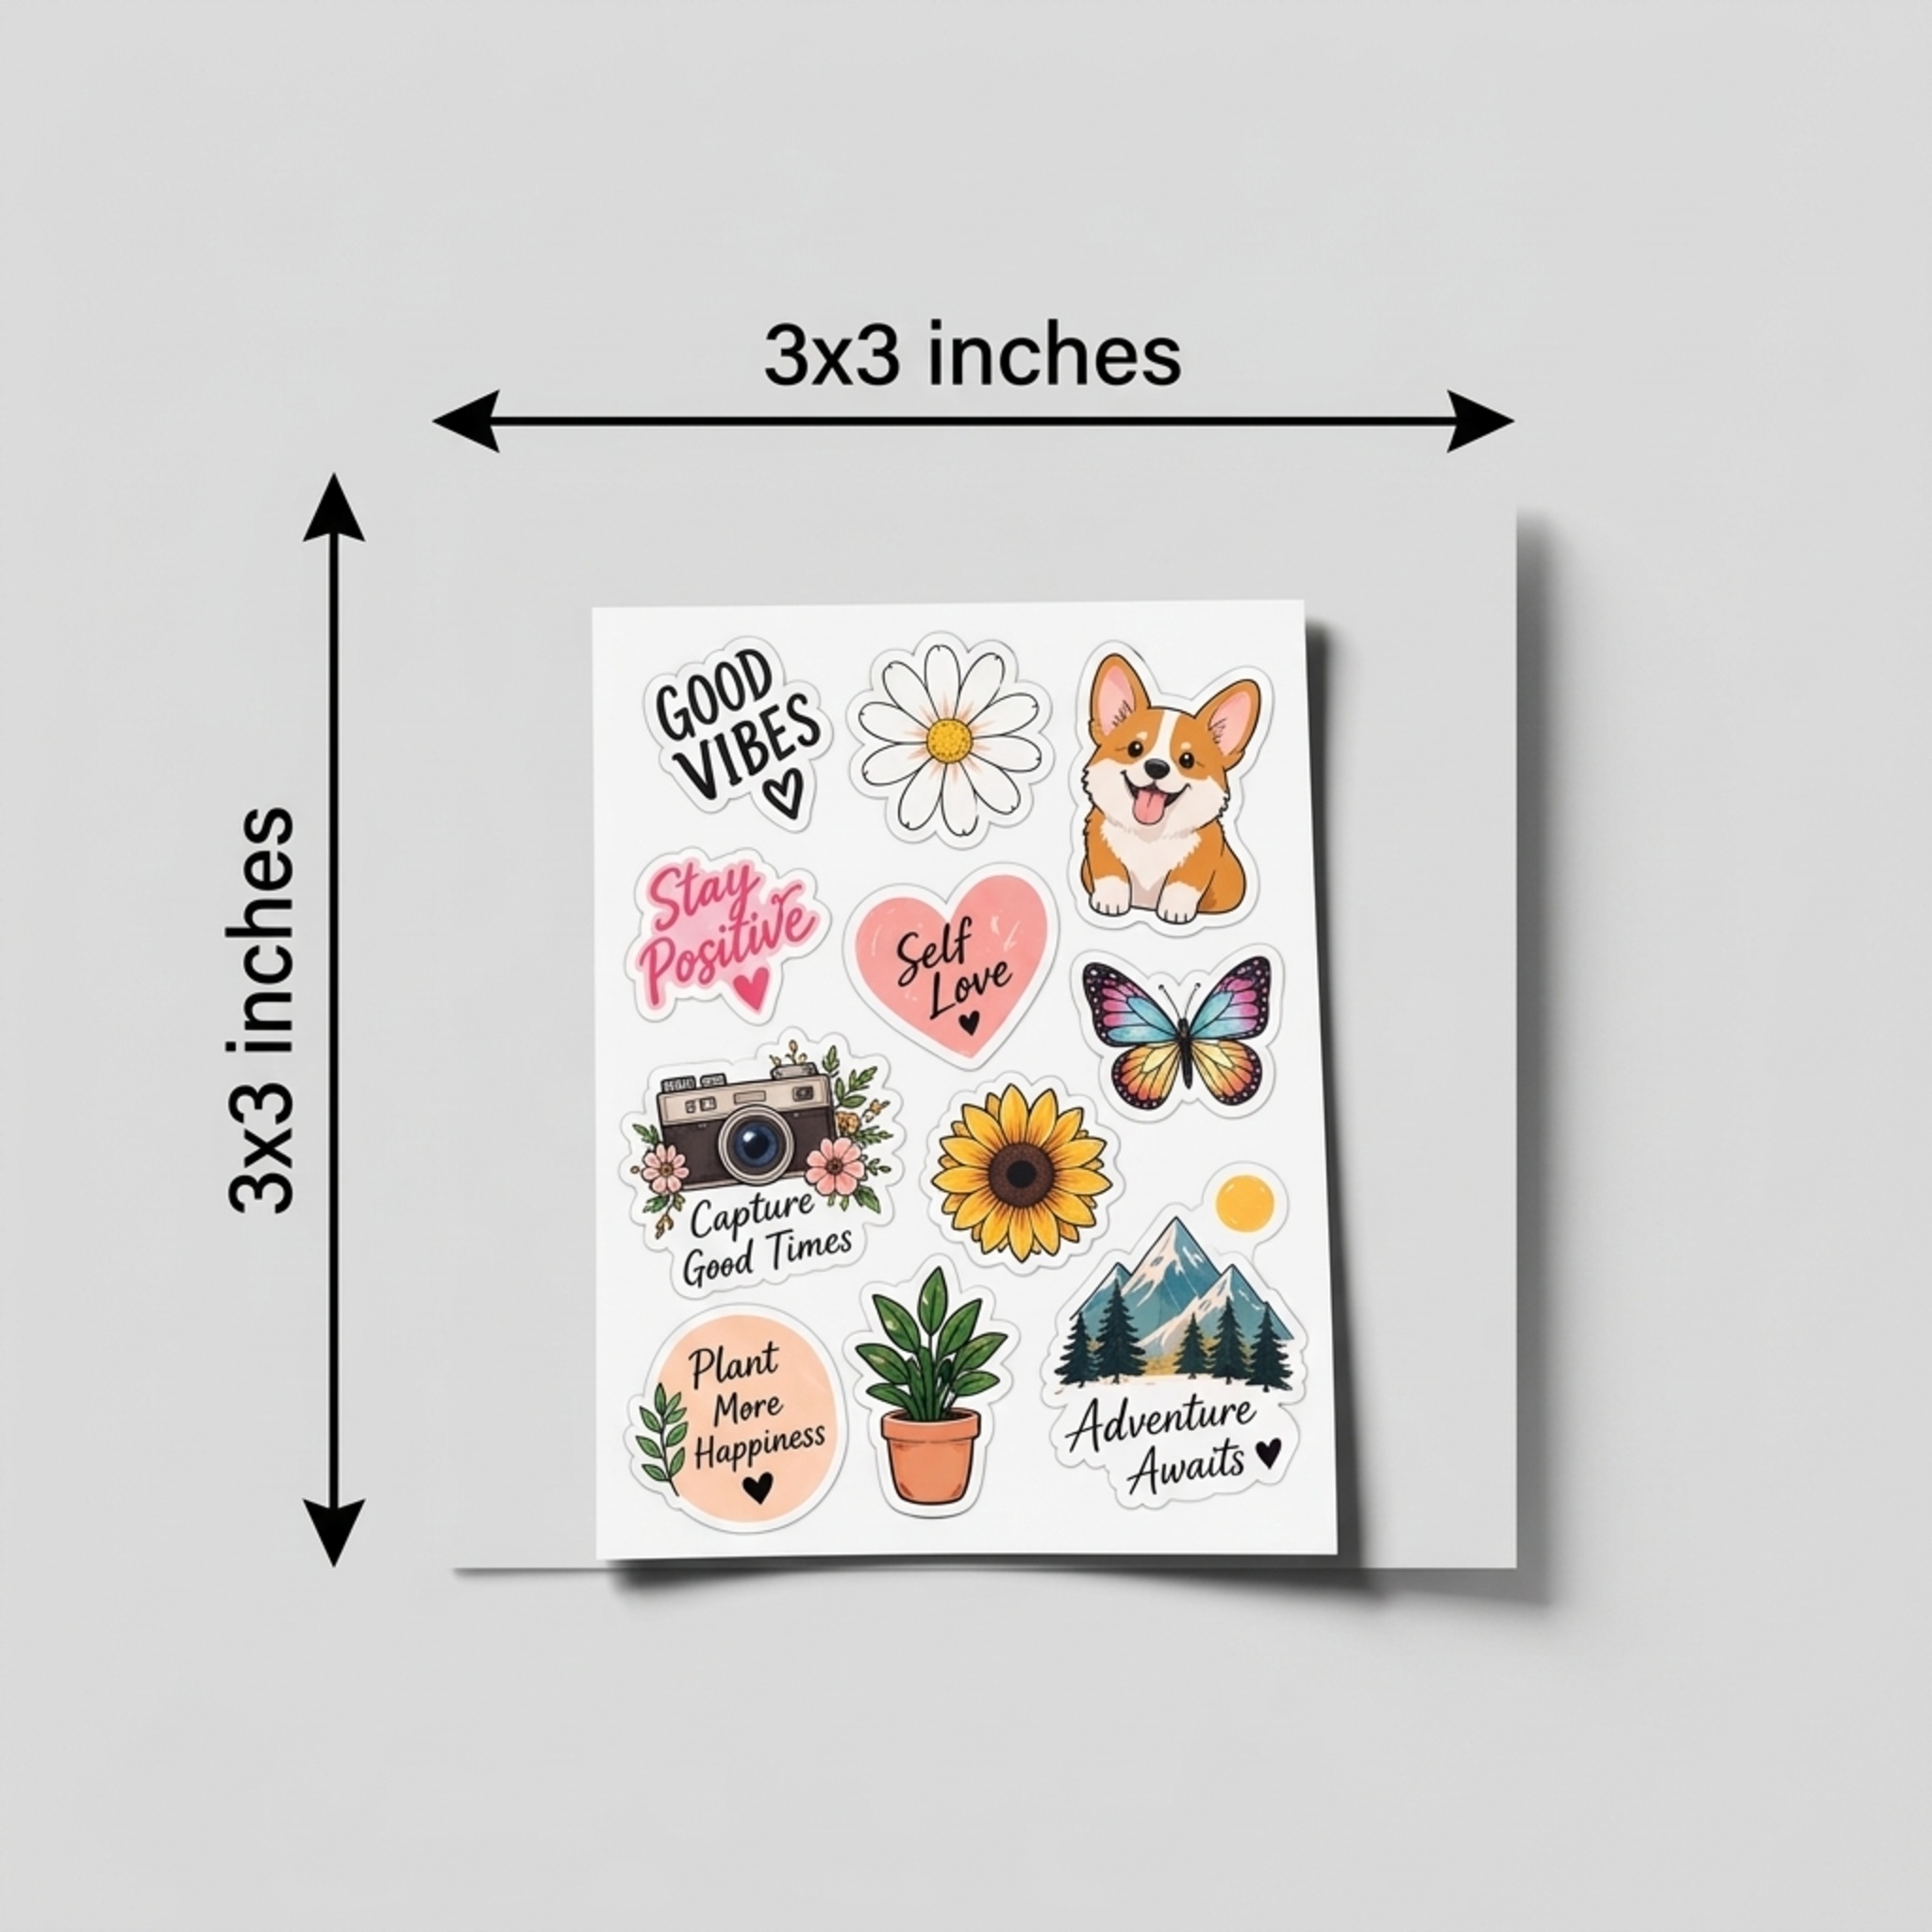 3x3 inches
3x3 inches
GOOD
VIBES
Stay
Positive
Self
Love
Capture
Good Times
Plant
More
Happiness
Adventure
Awaits